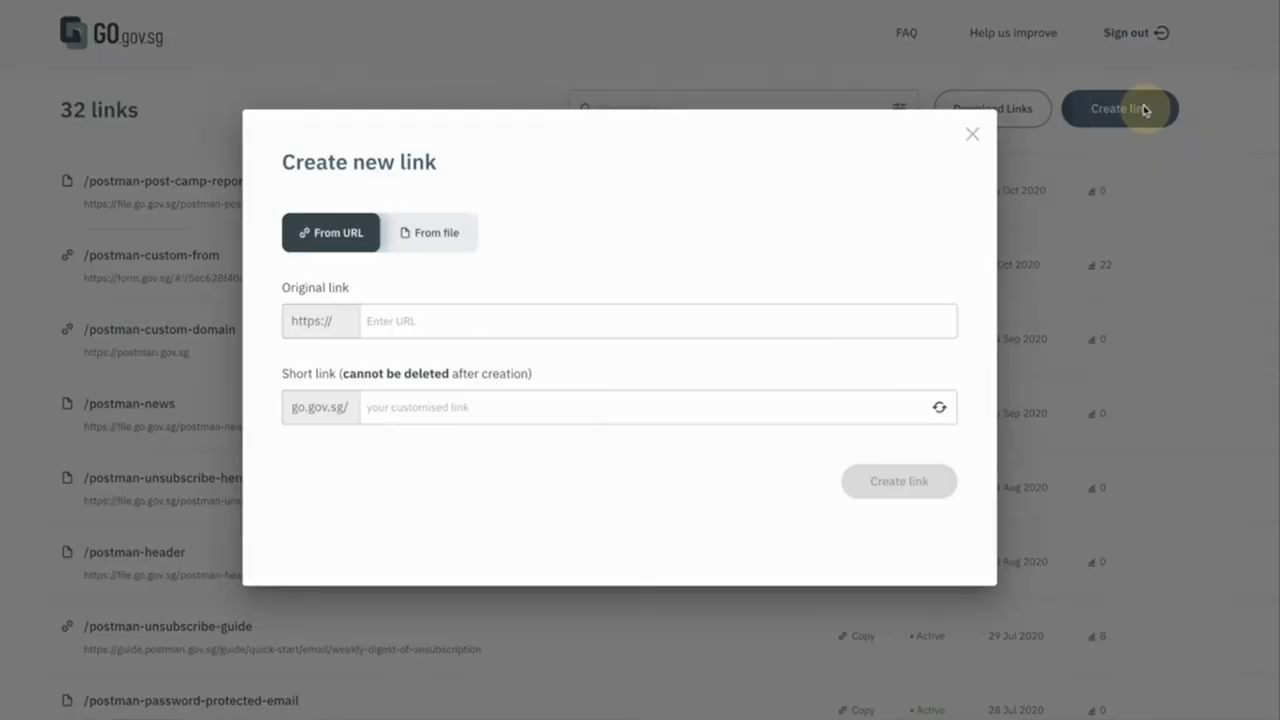 GO.gov.sg
FAQ
Help us improve
Sign out
32 links
Download Links
Create link
Create new link
From URL
From file
Original link
https://
Enter URL
Short link (cannot be deleted after creation)
go.gov.sg/
your customised link
Create link
/postman-post-camp-repor
https://file.go.gov.sg/postman-pos
Oct 2020
0
/postman-custom-from
https://form.gov.sg/#!/5ec628f40
Oct 2020
22
/postman-custom-domain
https://postman.gov.sg
Sep 2020
0
/postman-news
https://file.go.gov.sg/postman-new
Sep 2020
0
/postman-unsubscribe-her
https://file.go.gov.sg/postman-uns
Aug 2020
0
/postman-header
https://file.go.gov.sg/postman-hea
Aug 2020
0
/postman-unsubscribe-guide
https://guide.postman.gov.sg/guide/quick-start/email/weekly-digest-of-unsubscription
Copy
• Active
29 Jul 2020
8
/postman-password-protected-email
Copy
• Active
28 Jul 2020
0